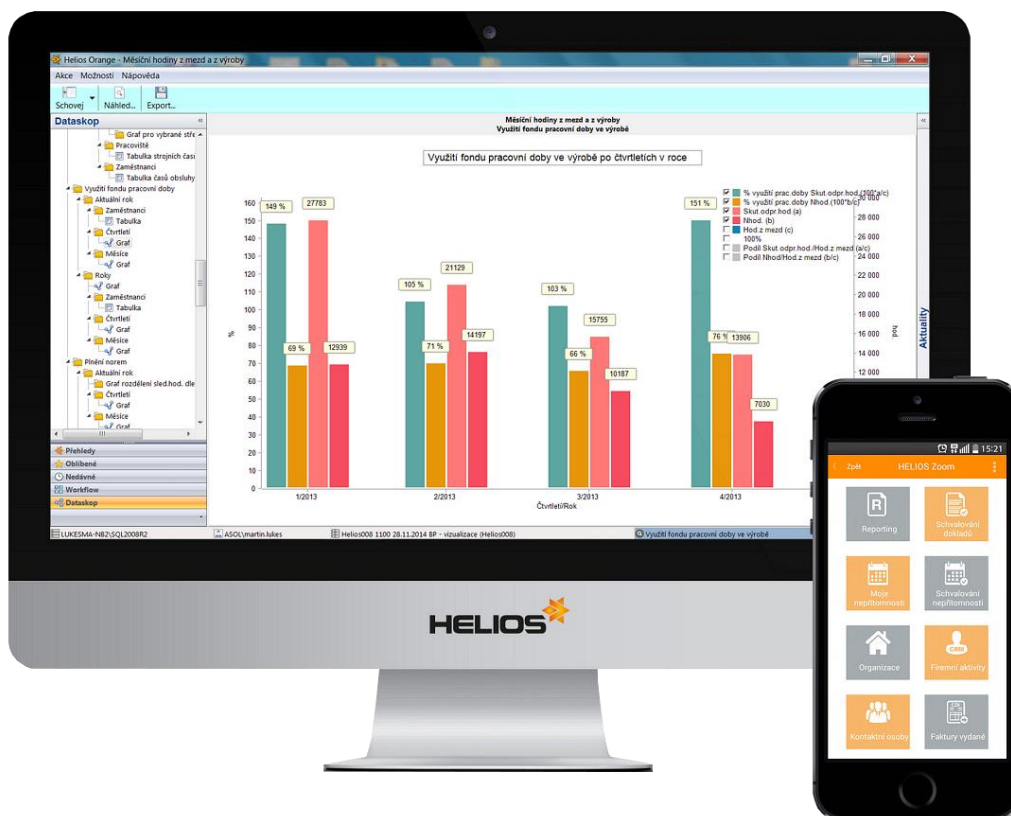 Helios Orange - Měsíční hodiny z mezd a z výroby
Akce Možnosti Nápověda
Schovej Náhled... Export...
Dataskop
Graf pro vybrané stře
Pracoviště
Tabulka strojních časi
Zaměstnanci
Tabulka časů obsluhy
Využití fondu pracovní doby
Aktuální rok
Zaměstnanci
Tabulka
Čtvrtletí
Graf
Měsíce
Graf
Roky
Graf
Zaměstnanci
Tabulka
Čtvrtletí
Graf
Měsíce
Graf
Plnění norem
Aktuální rok
Graf rozdělení sled.hod. dle
Čtvrtletí
Graf
Měsíce
Graf
Přehledy
Oblíbené
Nedávné
Workflow
Dataskop
Měsíční hodiny z mezd a z výroby
Využití fondu pracovní doby ve výrobě
Využití fondu pracovní doby ve výrobě po čtvrtletích v roce
% využití prac.doby Skut.odpr.hod.(100*a/c)
% využití prac.doby Nhod.(100*b/c)
Skut.odpr.hod.(a)
Nhod. (b)
Hod.z mezd (c)
100%
Podíl Skut.odpr.hod./Hod.z mezd (a/c)
Podíl Nhod/Hod.z mezd (b/c)
%
160
150
140
130
120
110
100
90
80
70
60
50
40
30
20
10
0
149 %
69 %
27783
12939
105 %
71 %
21129
14197
103 %
66 %
15755
10187
151 %
76 %
13906
7030
30 000
28 000
26 000
24 000
22 000
20 000
18 000
16 000
14 000
12 000
hod
Aktuality
1/2013 2/2013 3/2013 4/2013
Čtvrtletí/Rok
LUKESMA-NB2\SQL2008R2 ASOL\martin.lukes Helios008 1100 28.11.2014 BP - vizualizace (Helios008) Využití fondu pracovní doby ve výrobě
HELIOS
15:21
Zpět HELIOS Zoom
R
Reporting
Schvalování
dokladů
Moje
nepřítomnosti
Schvalování
nepřítomností
Organizace
CRM
Firemní aktivity
Kontaktní osoby
Faktury vydané